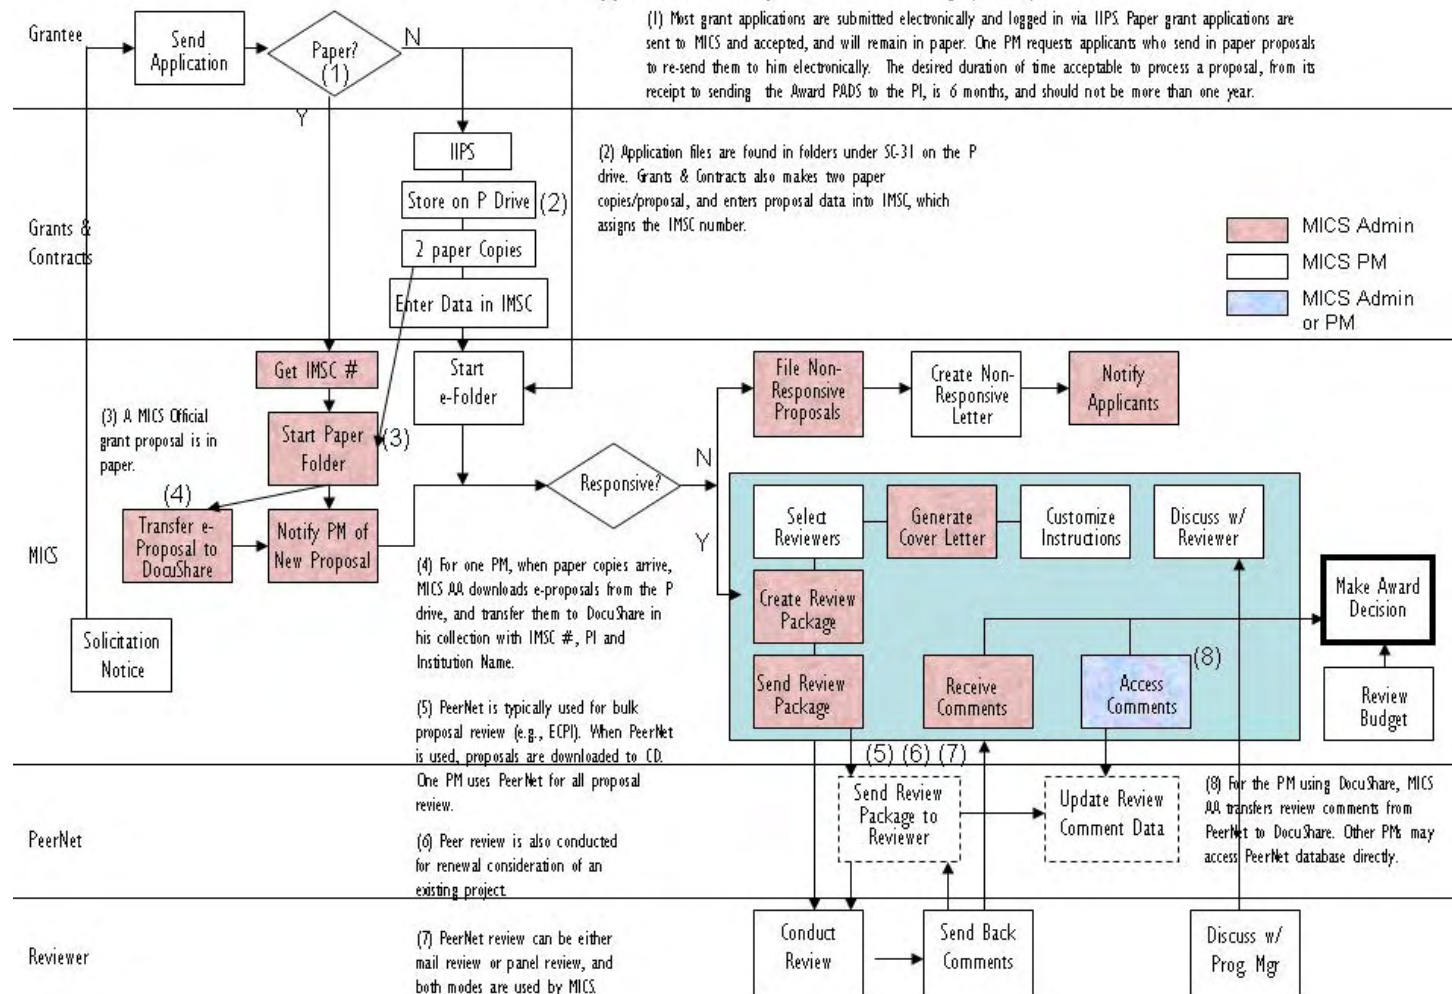 Grantee
Send
Application
Paper?
(1)
N
Y
(1) Most grant applications are submitted electronically and logged in via IIPS. Paper grant applications are
sent to MICS and accepted, and will remain in paper. One PM requests applicants who send in paper proposals
to re-send them to him electronically. The desired duration of time acceptable to process a proposal, from its
receipt to sending the Award PADS to the PI, is 6 months, and should not be more than one year.
Grants &
Contracts
IIPS
Store on P Drive
(2)
2 paper Copies
Enter Data in IMSC
(2) Application files are found in folders under SC-31 on the P
drive. Grants & Contracts also makes two paper
copies/proposal, and enters proposal data into IMSC, which
assigns the IMSC number.
MICS Admin
MICS PM
MICS Admin
or PM
MICS
Get IMSC #
Start
e-Folder
(3) A MICS Official
grant proposal is in
paper.
Start Paper
Folder
(3)
(4)
Transfer e-
Proposal to
DocuShare
Notify PM of
New Proposal
Solicitation
Notice
Responsive?
N
Y
File Non-
Responsive
Proposals
Create Non-
Responsive
Letter
Notify
Applicants
Select
Reviewers
Generate
Cover Letter
Customize
Instructions
Discuss w/
Reviewer
Create Review
Package
Send Review
Package
Receive
Comments
Access
Comments
(8)
Make Award
Decision
Review
Budget
(4) For one PM, when paper copies arrive,
MICS AA downloads e-proposals from the P
drive, and transfer them to DocuShare in
his collection with IMSC #, PI and
Institution Name.
(5) PeerNet is typically used for bulk
proposal review (e.g., ECPI). When PeerNet
is used, proposals are downloaded to CD.
One PM uses PeerNet for all proposal
review.
(5) (6) (7)
PeerNet
(6) Peer review is also conducted
for renewal consideration of an
existing project.
Send Review
Package to
Reviewer
Update Review
Comment Data
(8) For the PM using DocuShare, MICS
AA transfers review comments from
PeerNet to DocuShare. Other PMs may
access PeerNet database directly.
Reviewer
(7) PeerNet review can be either
mail review or panel review, and
both modes are used by MICS.
Conduct
Review
Send Back
Comments
Discuss w/
Prog. Mgr